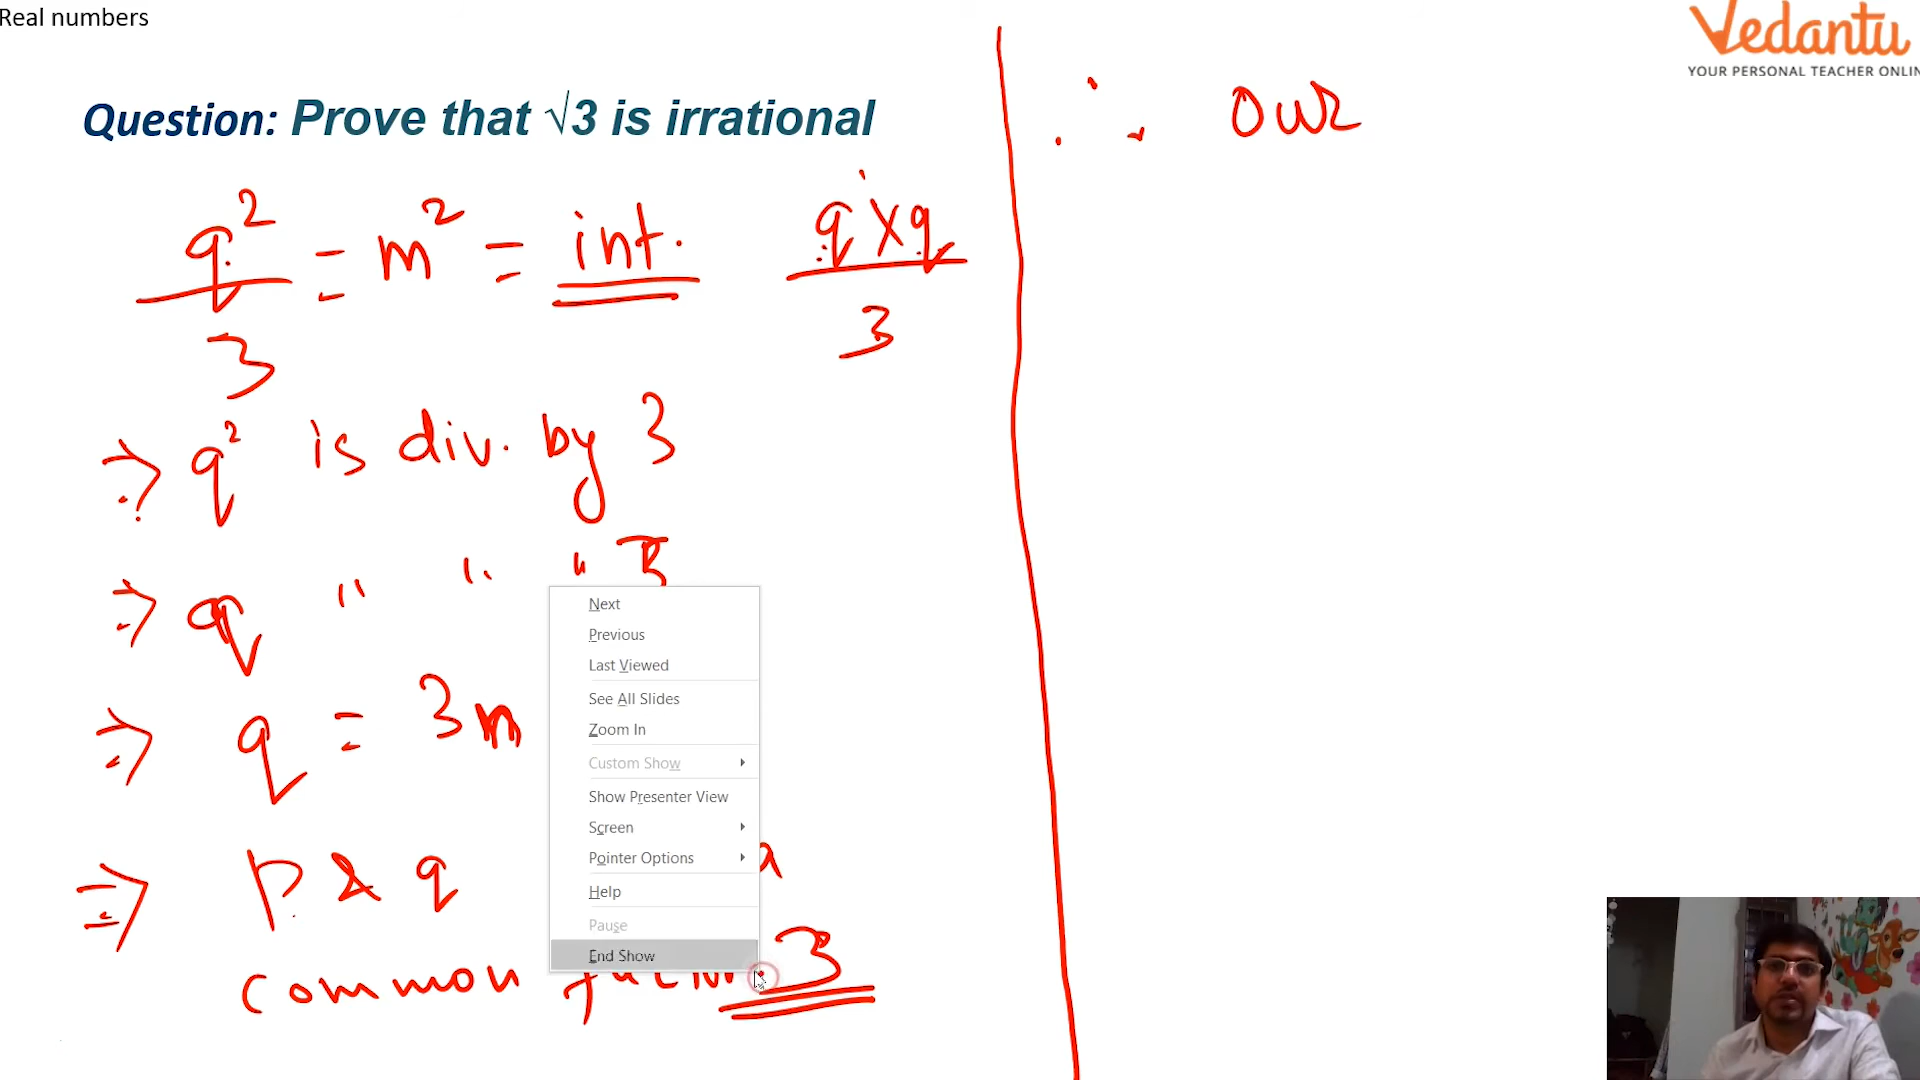 Real numbers
Vedantu
YOUR PERSONAL TEACHER ONLIN
Question: Prove that √3 is irrational
q² / 3 = m² = int.
q × q / 3
⇒ q² is div. by 3
⇒ q " " " 3
⇒ q = 3m
⇒ p & q a
common 3
∴ our
Next
Previous
Last Viewed
See All Slides
Zoom In
Custom Show
Show Presenter View
Screen
Pointer Options
Help
Pause
End Show